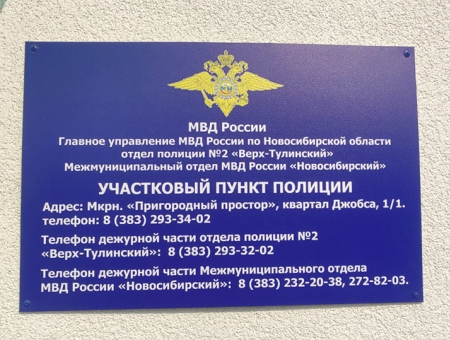 МВД России
Главное управление МВД России по Новосибирской области
отдел полиции №2 «Верх-Тулинский»
Межмуниципальный отдел МВД России «Новосибирский»
УЧАСТКОВЫЙ ПУНКТ ПОЛИЦИИ
Адрес: Мкрн. «Пригородный простор», квартал Джобса, 1/1.
телефон: 8 (383) 293-34-02
Телефон дежурной части отдела полиции №2
«Верх-Тулинский»: 8 (383) 293-32-02
Телефон дежурной части Межмуниципального отдела
МВД России «Новосибирский»: 8 (383) 232-20-38, 272-82-03.